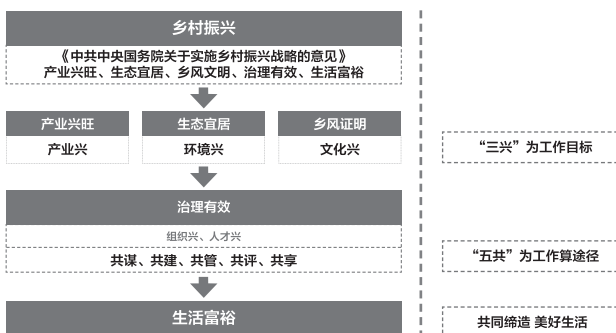 乡村振兴
《中共中央国务院关于实施乡村振兴战略的意见》
产业兴旺、生态宜居、乡风文明、治理有效、生活富裕
产业兴旺
生态宜居
乡风证明
产业兴
环境兴
文化兴
“三兴”为工作目标
治理有效
组织兴、人才兴
共谋、共建、共管、共评、共享
“五共”为工作算途径
生活富裕
共同缔造 美好生活